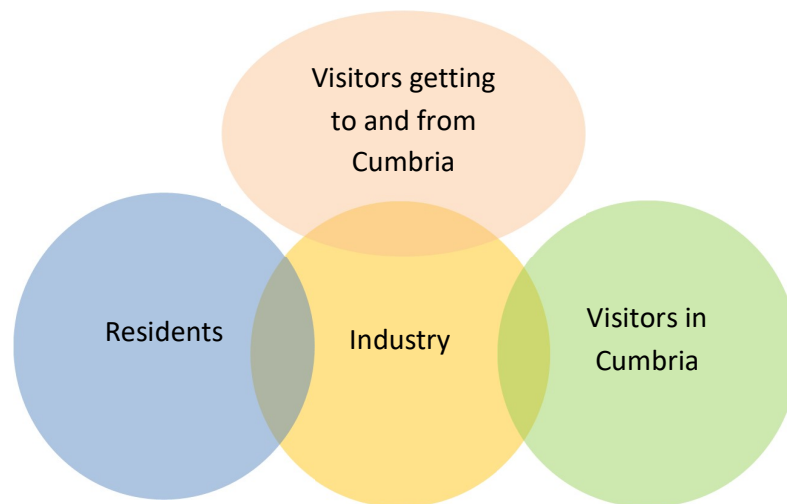 Visitors getting
to and from
Cumbria
Residents
Industry
Visitors in
Cumbria